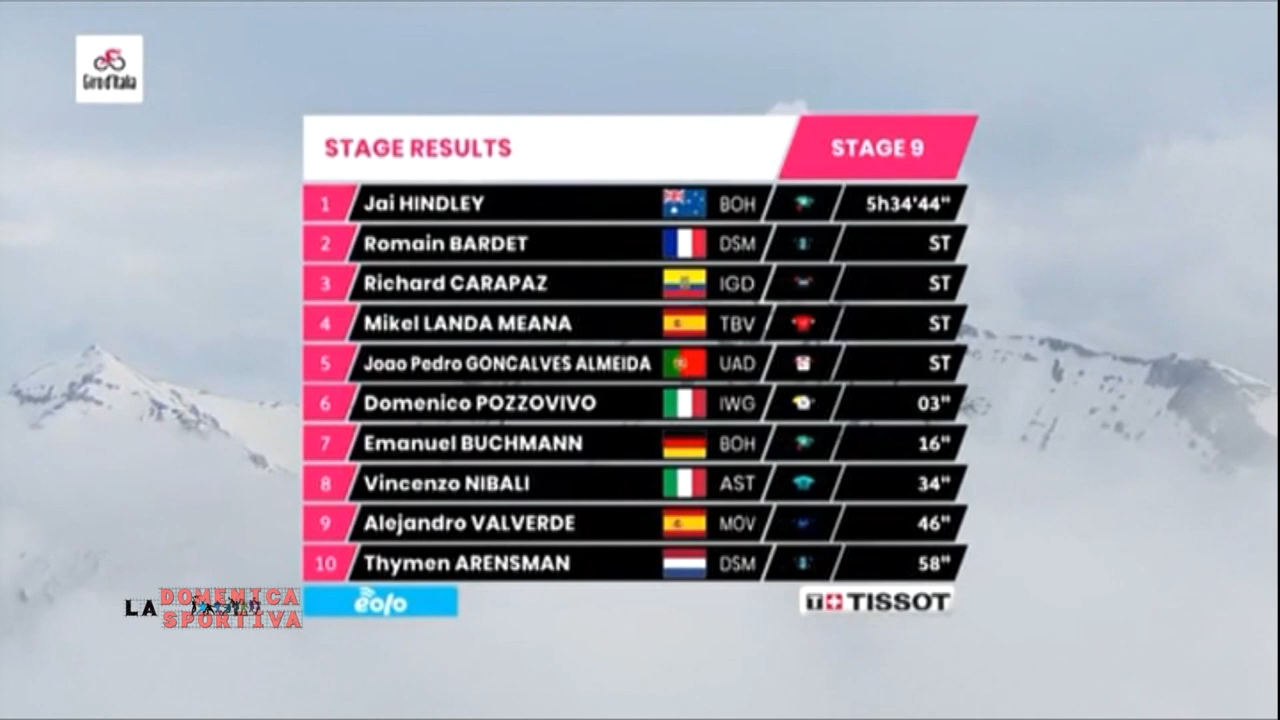 Giro d'Italia
STAGE RESULTS STAGE 9
1 Jai HINDLEY BOH 5h34'44"
2 Romain BARDET DSM ST
3 Richard CARAPAZ IGD ST
4 Mikel LANDA MEANA TBV ST
5 Joao Pedro GONCALVES ALMEIDA UAD ST
6 Domenico POZZOVIVO IWG 03"
7 Emanuel BUCHMANN BOH 16"
8 Vincenzo NIBALI AST 34"
9 Alejandro VALVERDE MOV 46"
10 Thymen ARENSMAN DSM 58"
LA DOMENICA SPORTIVA
eolo
T+ TISSOT